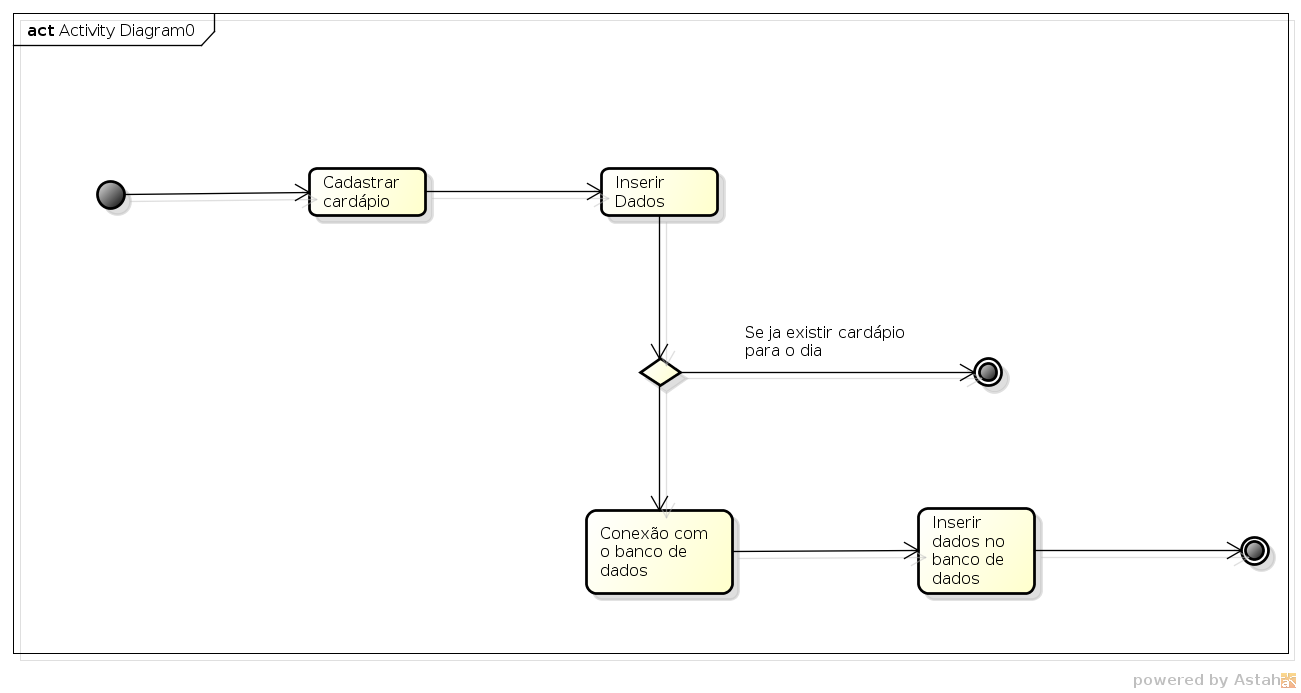 act Activity Diagram0
Cadastrar
cardápio
Inserir
Dados
Se ja existir cardápio
para o dia
Conexão com
o banco de
dados
Inserir
dados no
banco de
dados
powered by Astah